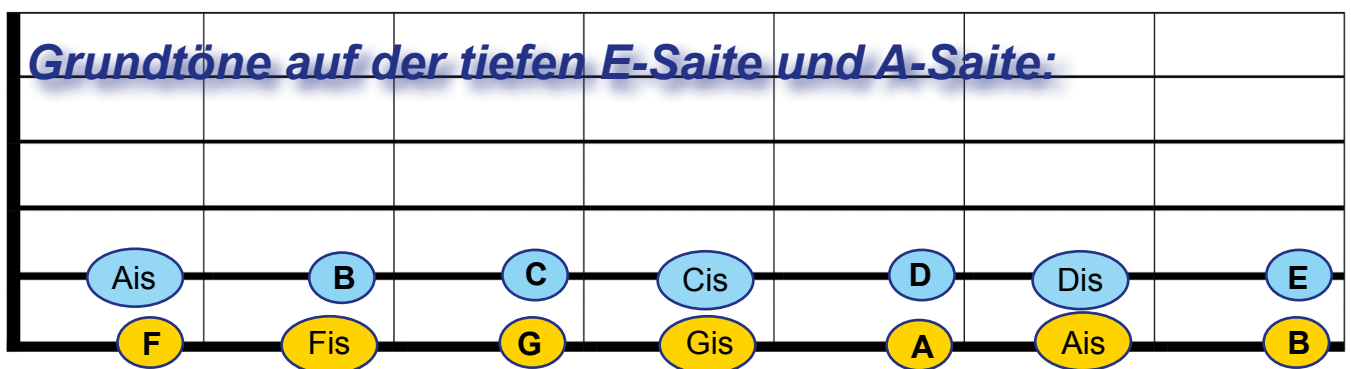 Grundtöne auf der tiefen E-Saite und A-Saite:
Ais B C Cis D Dis E
F Fis G Gis A Ais B